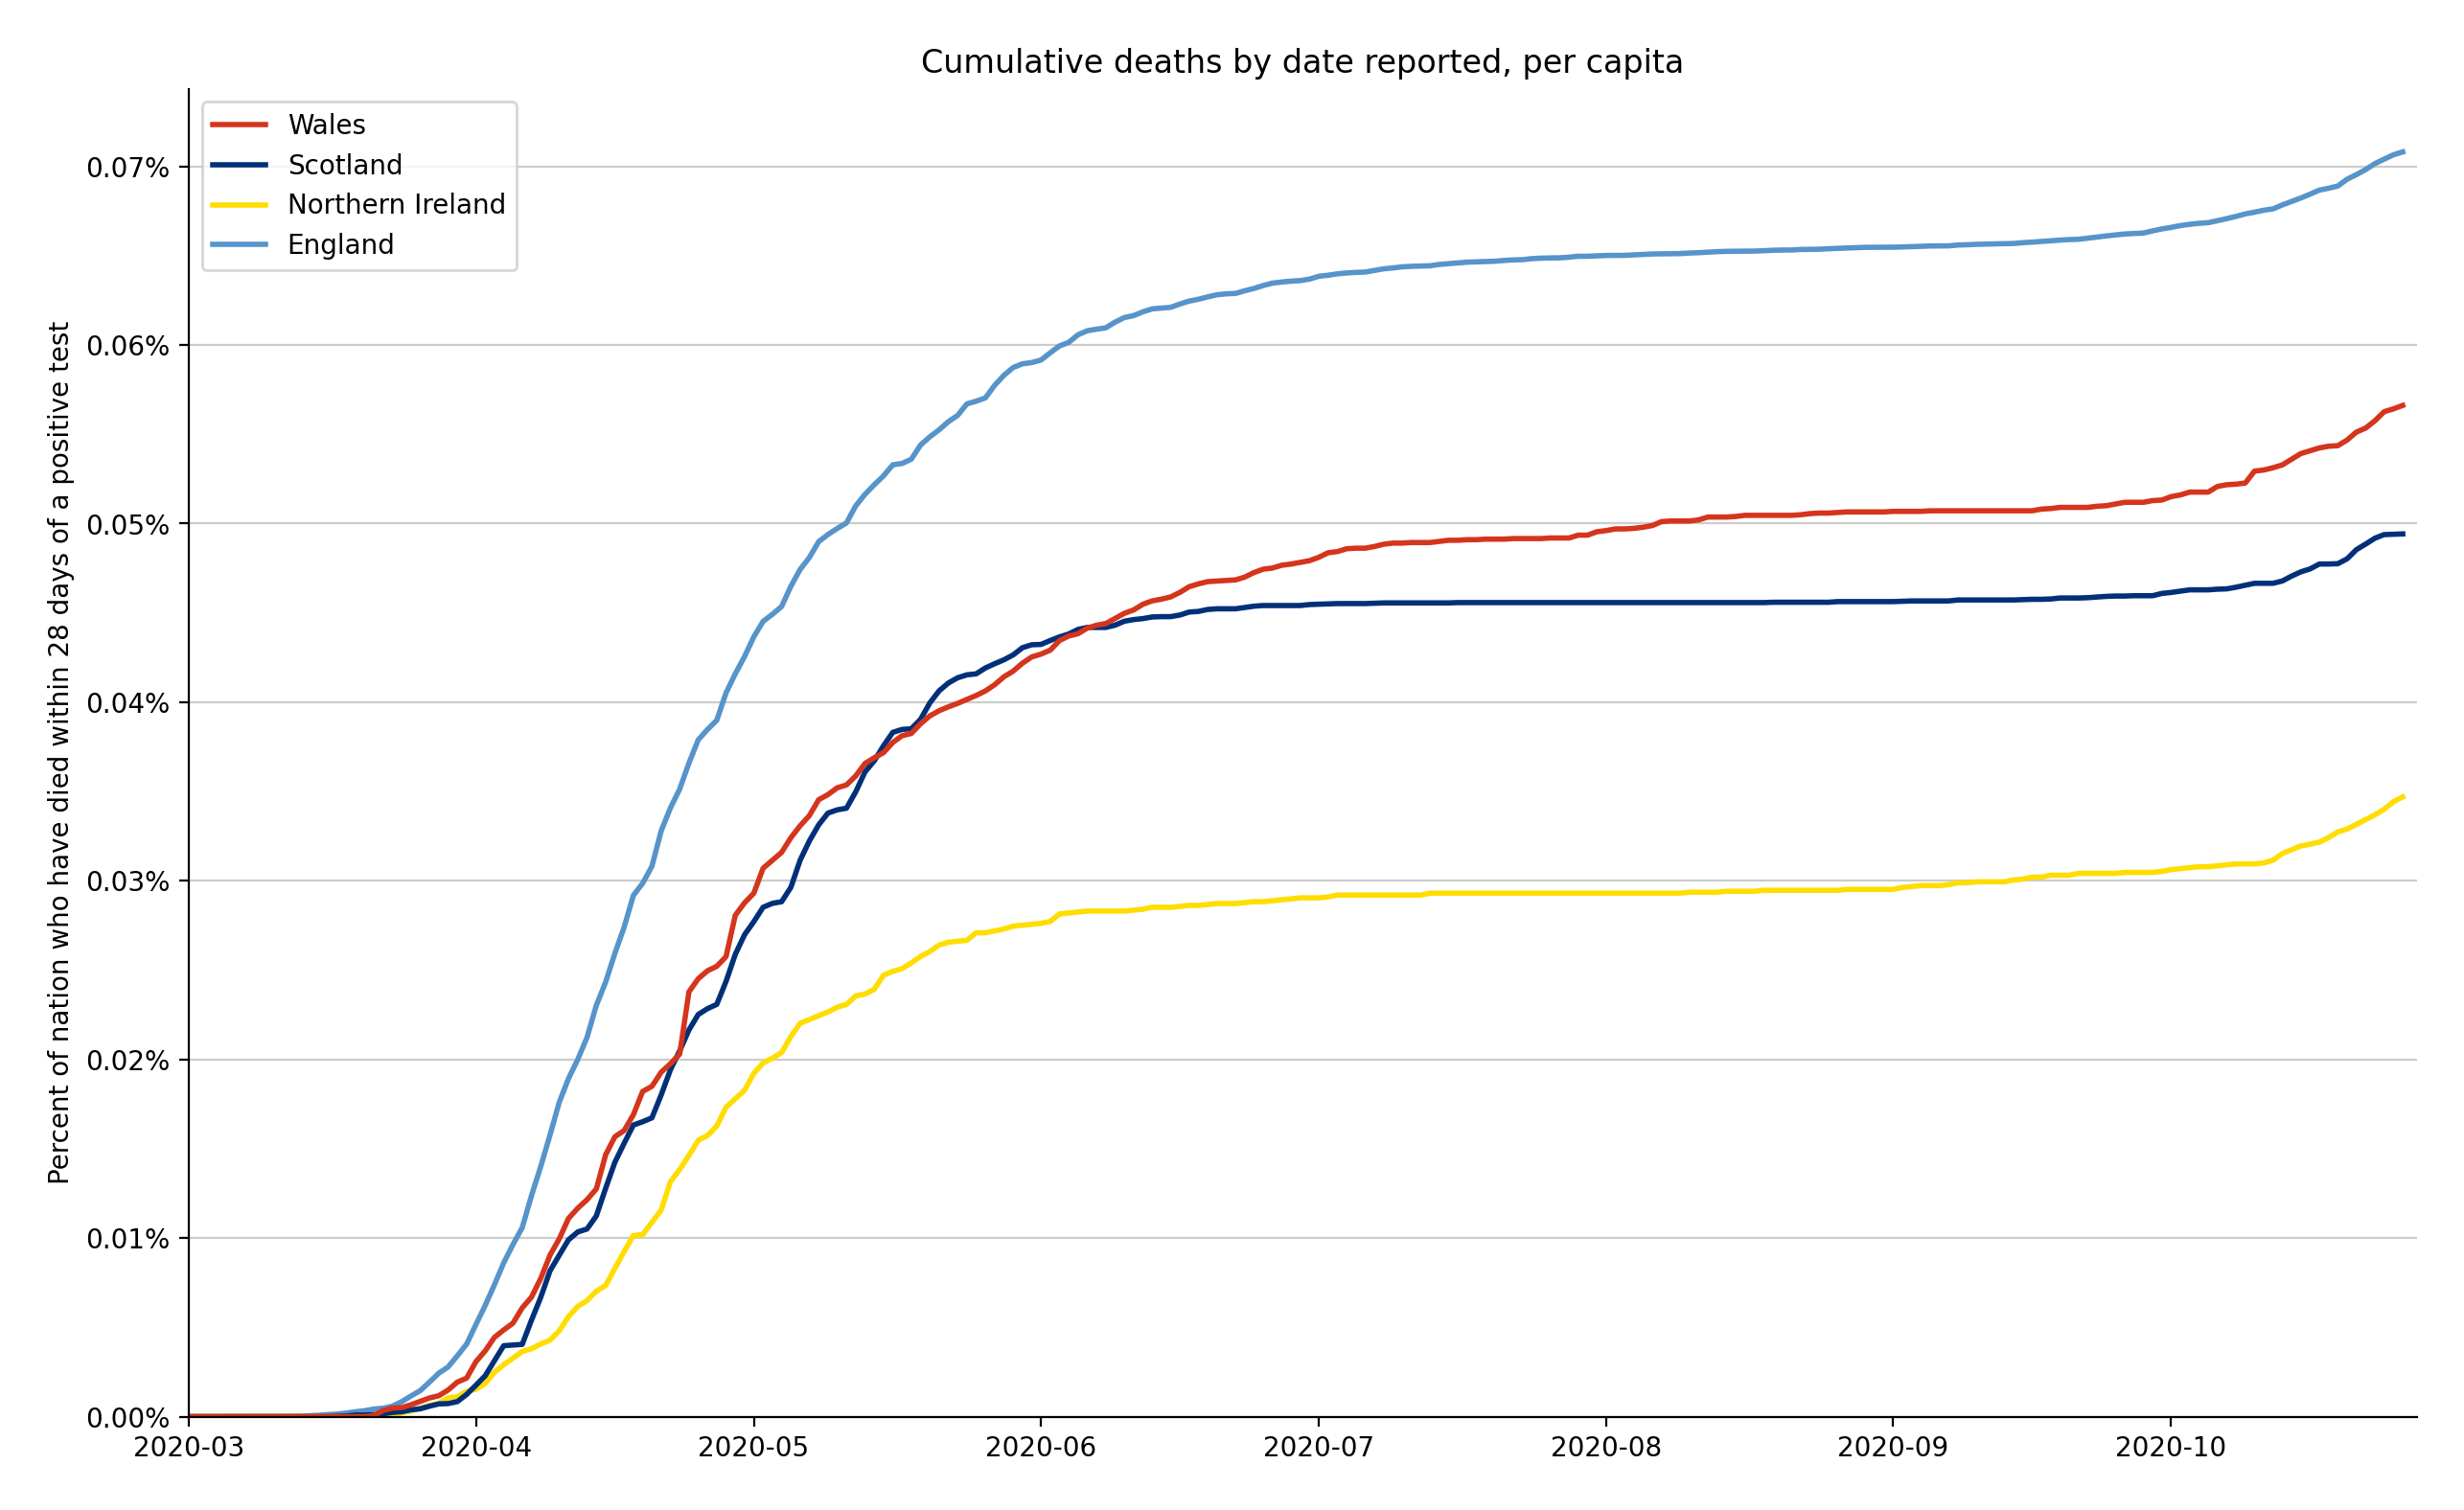 Cumulative deaths by date reported, per capita
Wales
Scotland
Northern Ireland
England
Percent of nation who have died within 28 days of a positive test
0.07%
0.06%
0.05%
0.04%
0.03%
0.02%
0.01%
0.00%
2020-03
2020-04
2020-05
2020-06
2020-07
2020-08
2020-09
2020-10